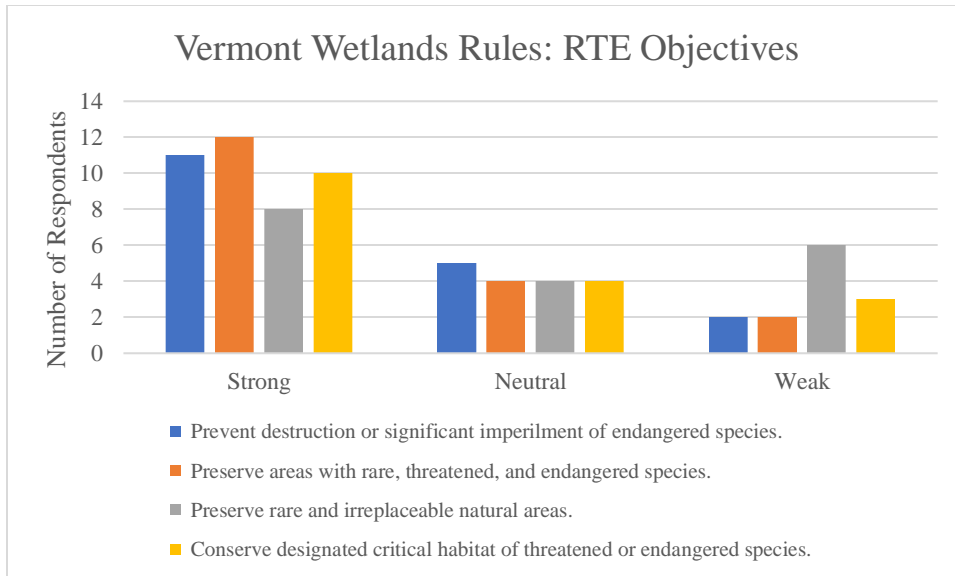 Vermont Wetlands Rules: RTE Objectives
Number of Respondents
14
12
10
8
6
4
2
0
Strong Neutral Weak
Prevent destruction or significant imperilment of endangered species.
Preserve areas with rare, threatened, and endangered species.
Preserve rare and irreplaceable natural areas.
Conserve designated critical habitat of threatened or endangered species.